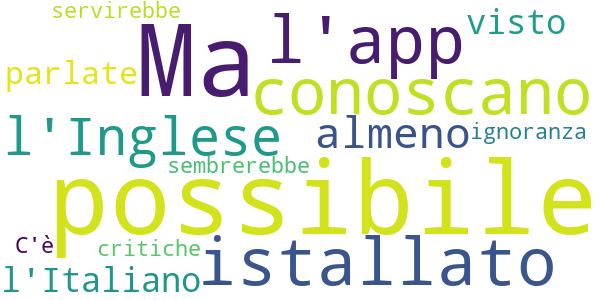 servirebbe
Ma l'app visto
parlate conoscano
l'Inglese almeno ignoranza
sembrerebbe
possibile
C'è critiche istallato
l'Italiano